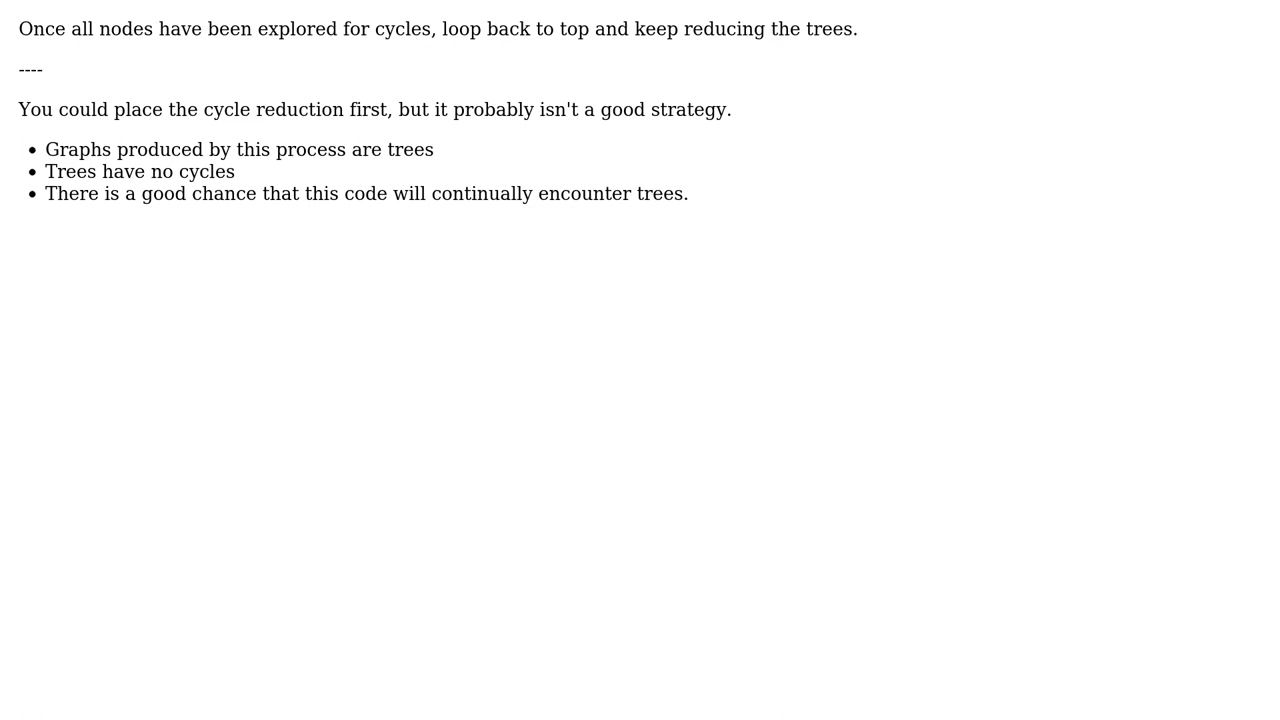 Once all nodes have been explored for cycles, loop back to top and keep reducing the trees.
----
You could place the cycle reduction first, but it probably isn't a good strategy.
• Graphs produced by this process are trees
• Trees have no cycles
• There is a good chance that this code will continually encounter trees.